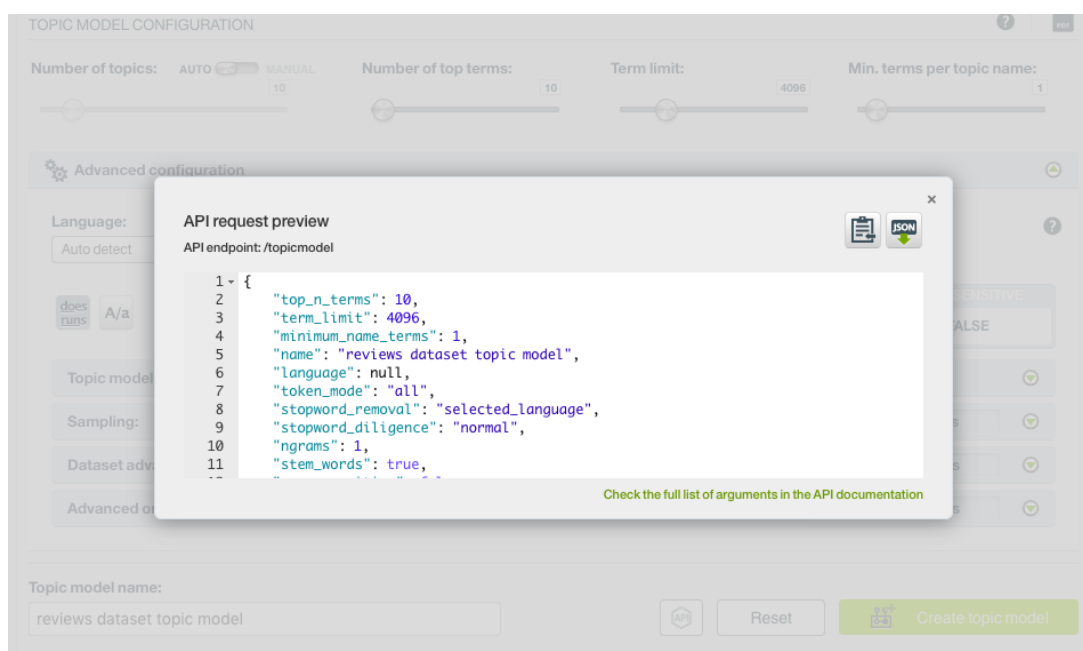 TOPIC MODEL CONFIGURATION
?
PDF
Number of topics: AUTO MANUAL
10
Number of top terms:
10
Term limit:
4096
Min. terms per topic name:
1
Advanced configuration
Language:
Auto detect
?
does
runs
A/a
SENSITIVE
ALSE
Topic model
Sampling:
s
Dataset adva
s
Advanced o
s
×
API request preview
API endpoint: /topicmodel
JSON
1 {
2 "top_n_terms": 10,
3 "term_limit": 4096,
4 "minimum_name_terms": 1,
5 "name": "reviews dataset topic model",
6 "language": null,
7 "token_mode": "all",
8 "stopword_removal": "selected_language",
9 "stopword_diligence": "normal",
10 "ngrams": 1,
11 "stem_words": true,
Check the full list of arguments in the API documentation
Topic model name:
reviews dataset topic model
API
Reset
Create topic model